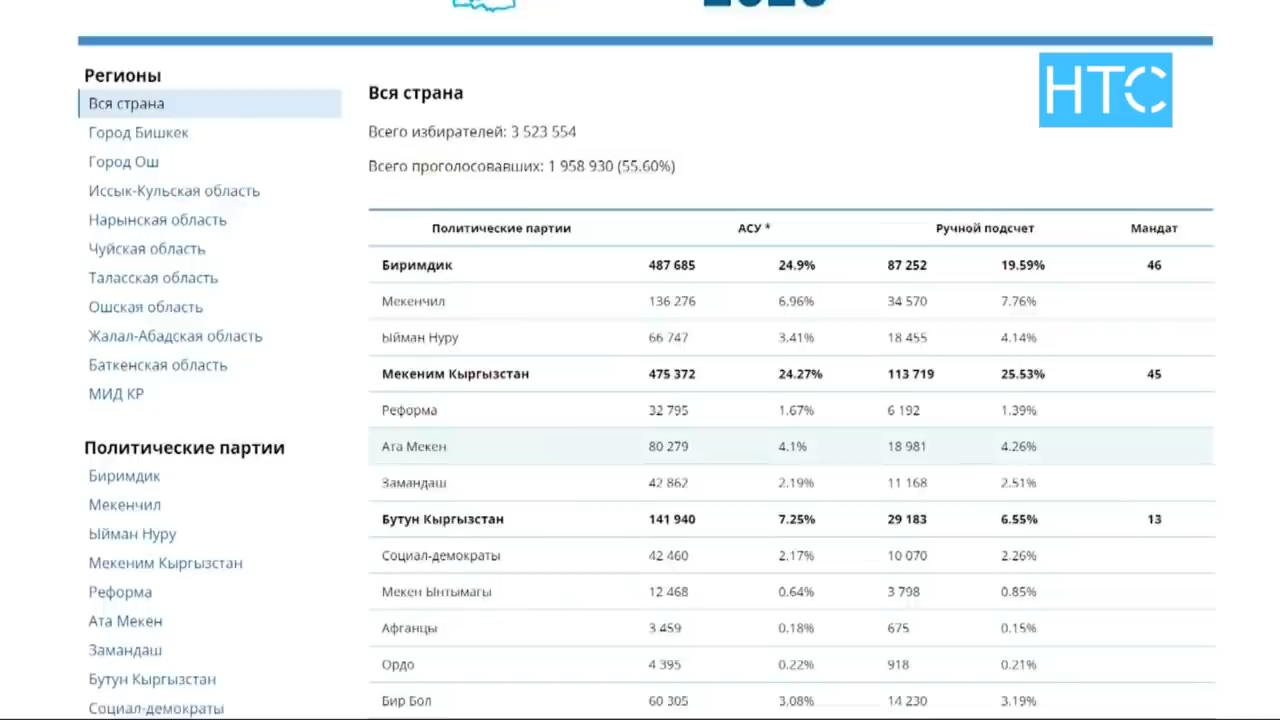 2020
НТС
Регионы
Вся страна
Город Бишкек
Город Ош
Иссык-Кульская область
Нарынская область
Чуйская область
Таласская область
Ошская область
Жалал-Абадская область
Баткенская область
МИД КР
Политические партии
Биримдик
Мекенчил
Ыйман Нуру
Мекеним Кыргызстан
Реформа
Ата Мекен
Замандаш
Бутун Кыргызстан
Социал-демократы
Вся страна
Всего избирателей: 3 523 554
Всего проголосовавших: 1 958 930 (55.60%)
Политические партии АСУ * Ручной подсчет Мандат
Биримдик 487 685 24.9% 87 252 19.59% 46
Мекенчил 136 276 6.96% 34 570 7.76%
Ыйман Нуру 66 747 3.41% 18 455 4.14%
Мекеним Кыргызстан 475 372 24.27% 113 719 25.53% 45
Реформа 32 795 1.67% 6 192 1.39%
Ата Мекен 80 279 4.1% 18 981 4.26%
Замандаш 42 862 2.19% 11 168 2.51%
Бутун Кыргызстан 141 940 7.25% 29 183 6.55% 13
Социал-демократы 42 460 2.17% 10 070 2.26%
Мекен Ынтымагы 12 468 0.64% 3 798 0.85%
Афганцы 3 459 0.18% 675 0.15%
Ордо 4 395 0.22% 918 0.21%
Бир Бол 60 305 3.08% 14 230 3.19%